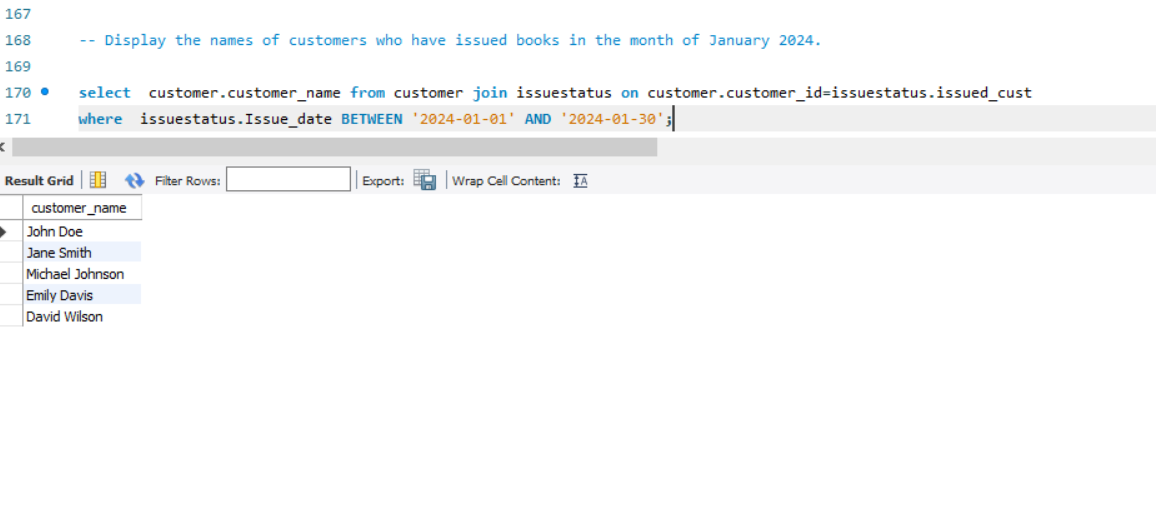 167
168 -- Display the names of customers who have issued books in the month of January 2024.
169
170 select customer.customer_name from customer join issuestatus on customer.customer_id=issuestatus.issued_cust
171 where issuestatus.Issue_date BETWEEN '2024-01-01' AND '2024-01-30';
Result Grid Filter Rows: Export: Wrap Cell Content: IA
customer_name
John Doe
Jane Smith
Michael Johnson
Emily Davis
David Wilson